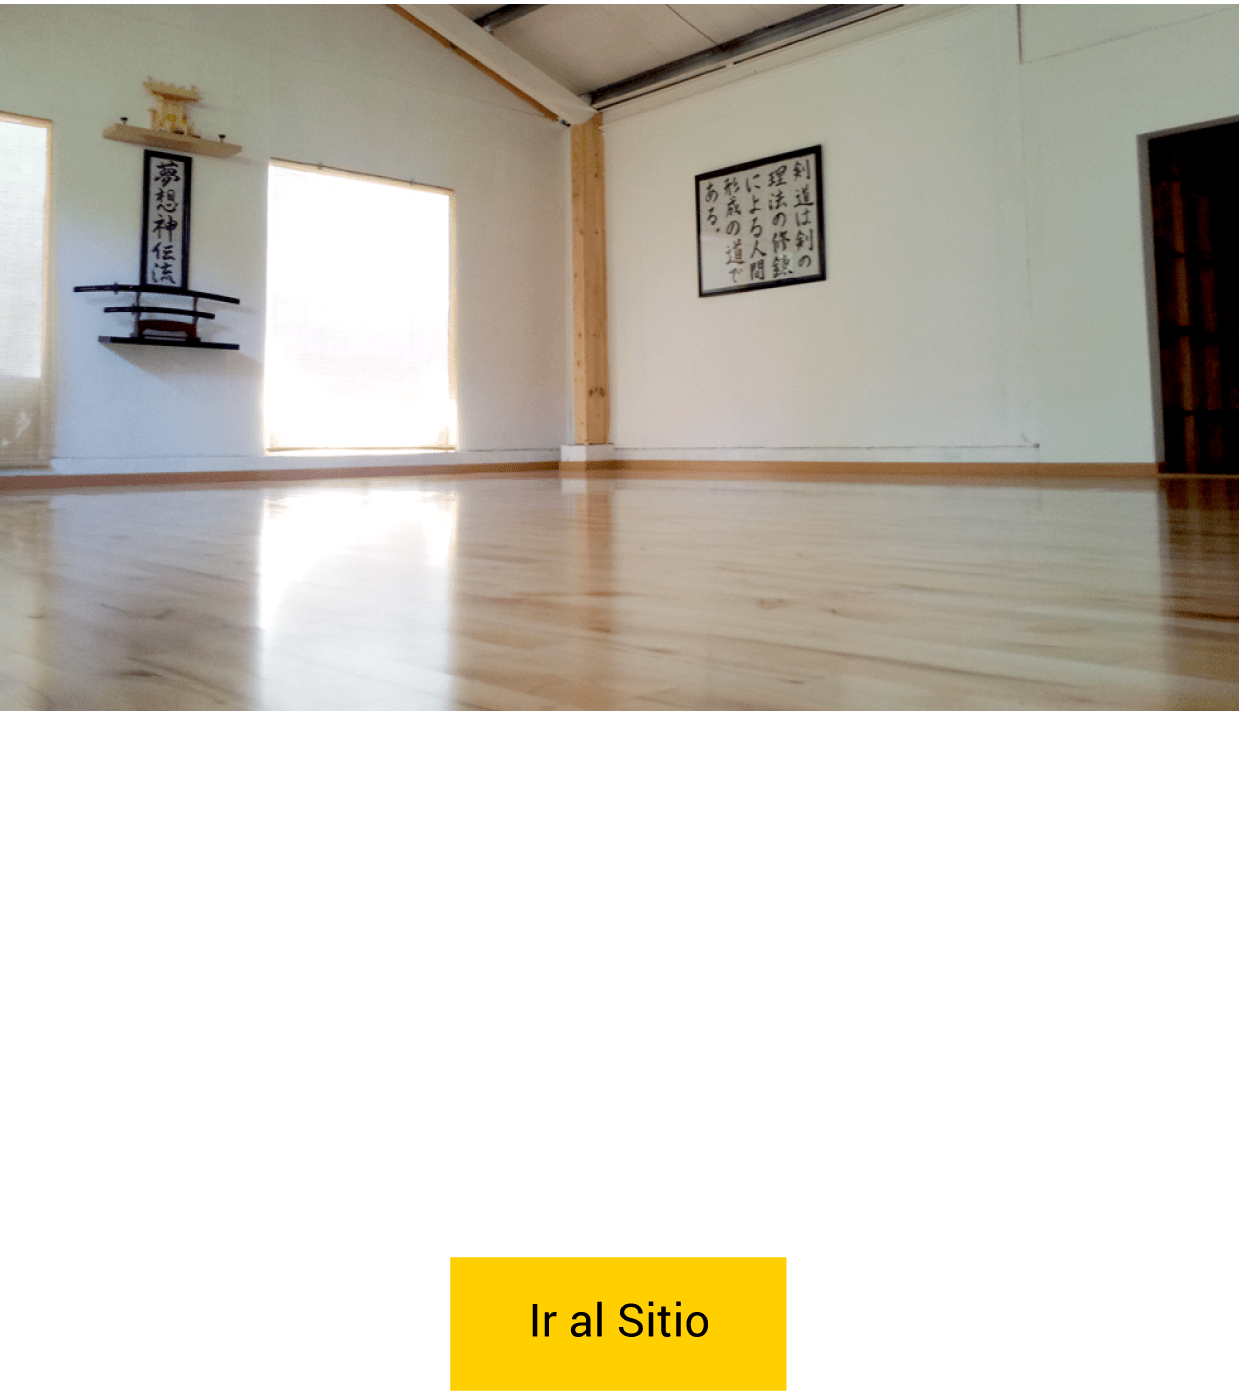 夢想神伝流
剣道は剣の
理法の修錬
による人間
形成の道で
ある。
Ir al Sitio